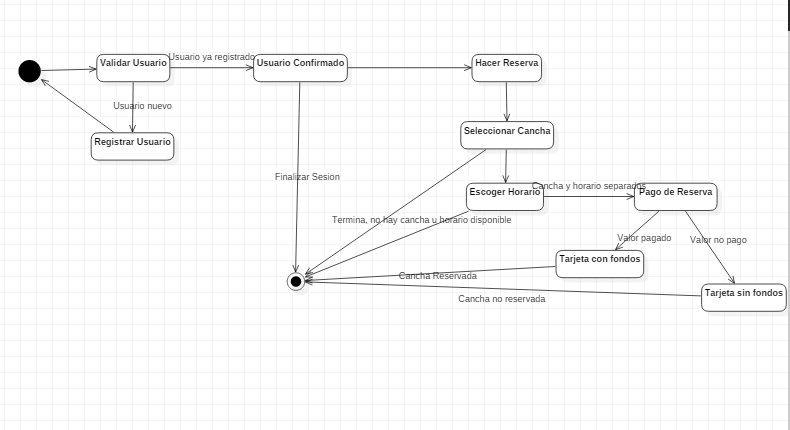 Validar Usuario
Usuario ya registrado
Usuario Confirmado
Hacer Reserva
Usuario nuevo
Registrar Usuario
Seleccionar Cancha
Finalizar Sesion
Escoger Horario
Cancha y horario separados
Pago de Reserva
Termina, no hay cancha u horario disponible
Valor pagado
Valor no pago
Tarjeta con fondos
Cancha Reservada
Tarjeta sin fondos
Cancha no reservada